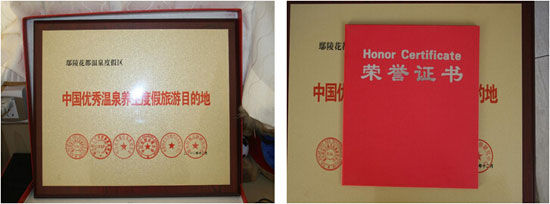 鄢陵花都温泉度假区
中国优秀温泉养生度假旅游目的地
鄢陵花都
中国优
的地
Honor Certificate
荣誉证书